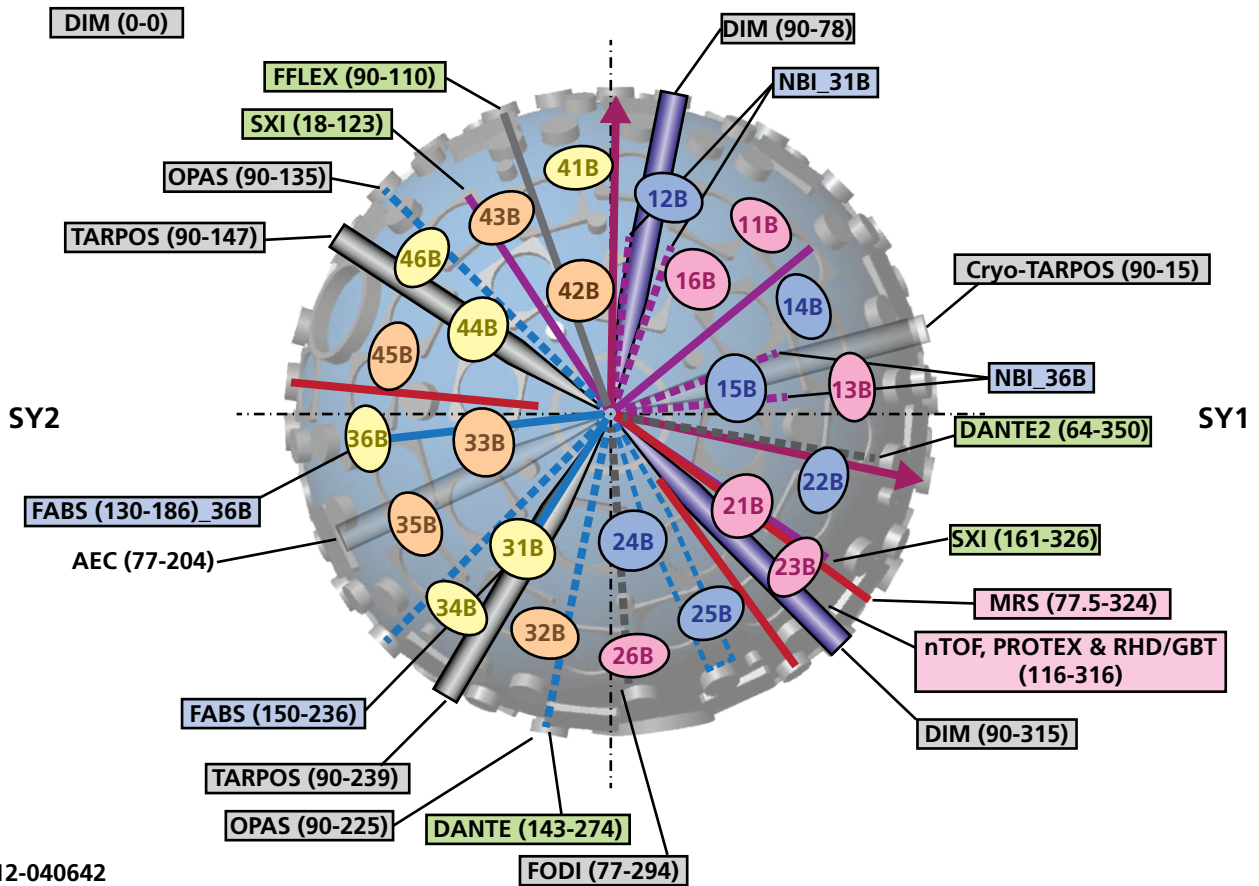 DIM (0-0)
DIM (90-78)
FFLEX (90-110)
NBI_31B
SXI (18-123)
OPAS (90-135)
41B
12B
43B
11B
TARPOS (90-147)
46B
Cryo-TARPOS (90-15)
16B
42B
14B
44B
45B
15B
13B
NBI_36B
SY2
SY1
36B
33B
DANTE2 (64-350)
22B
FABS (130-186)_36B
21B
35B
24B
SXI (161-326)
31B
AEC (77-204)
23B
34B
25B
MRS (77.5-324)
32B
26B
nTOF, PROTEX & RHD/GBT
(116-316)
FABS (150-236)
DIM (90-315)
TARPOS (90-239)
OPAS (90-225)
DANTE (143-274)
FODI (77-294)
12-040642